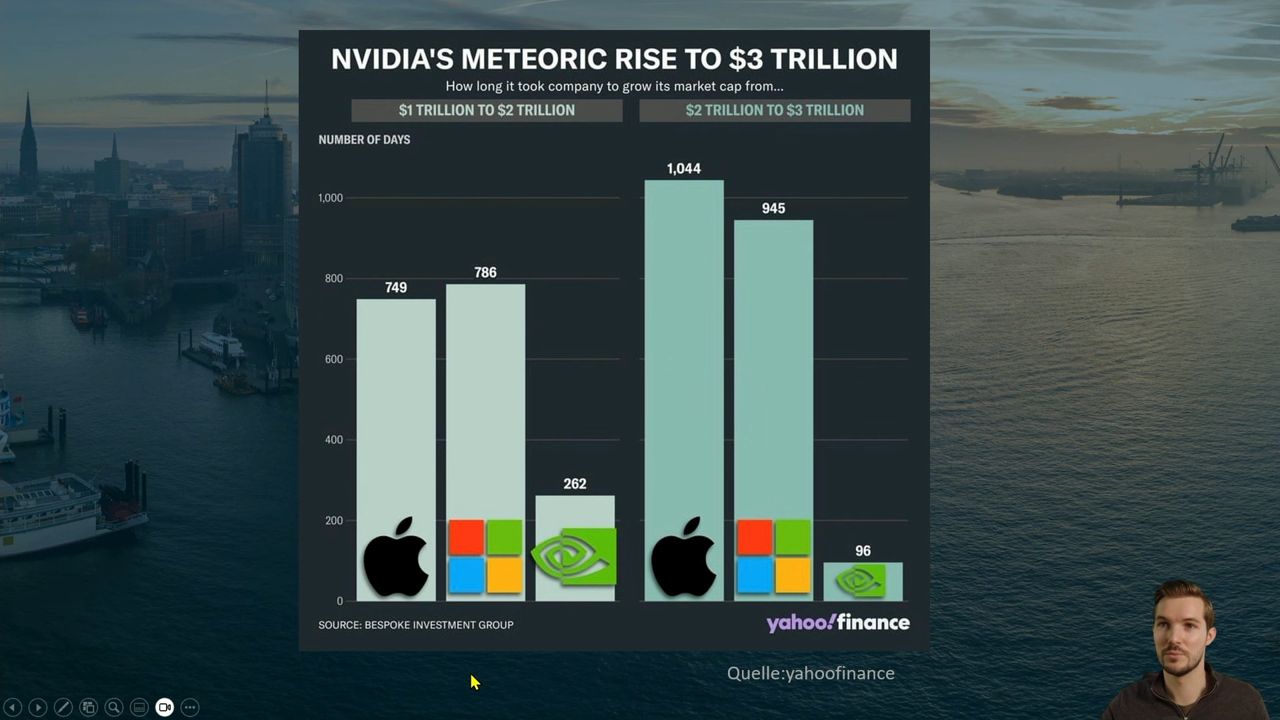 NVIDIA'S METEORIC RISE TO $3 TRILLION
How long it took company to grow its market cap from...
$1 TRILLION TO $2 TRILLION
$2 TRILLION TO $3 TRILLION
NUMBER OF DAYS
1,000
800
600
400
200
0
749
786
262
1,044
945
96
SOURCE: BESPOKE INVESTMENT GROUP
yahoo!finance
Quelle:yahoofinance